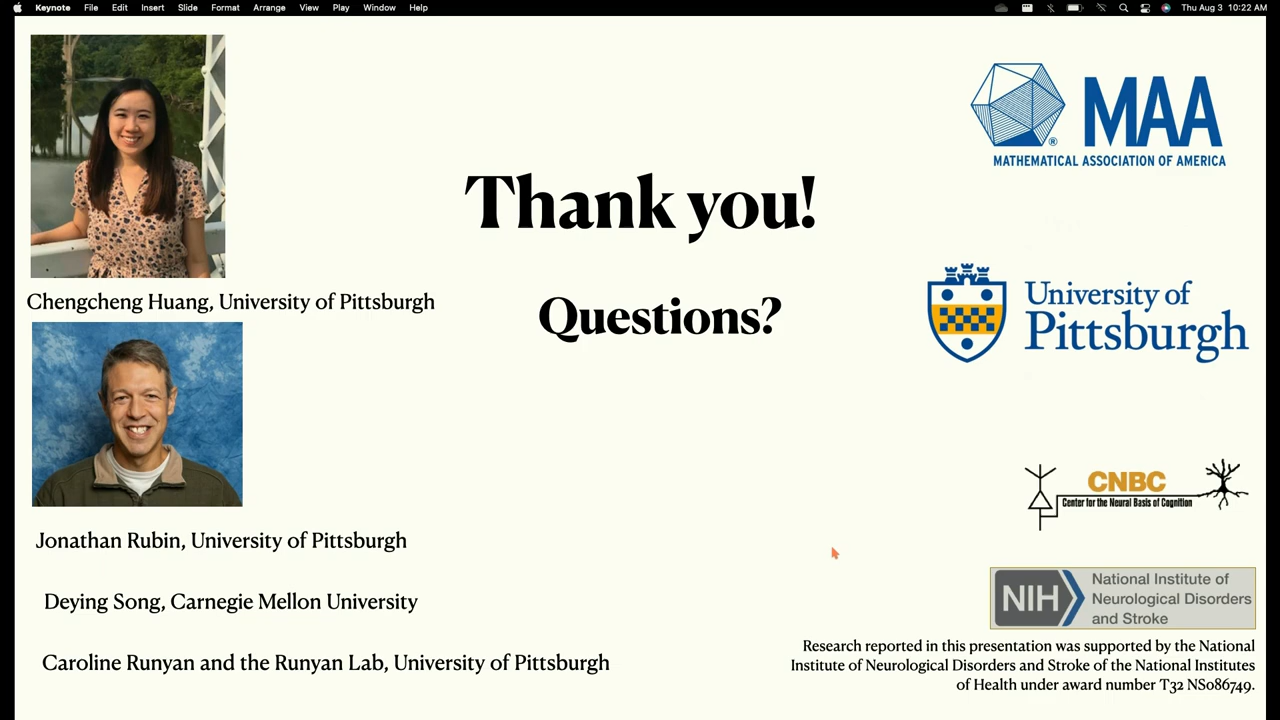 Keynote File Edit Insert Slide Format Arrange View Play Window Help Thu Aug 3 10:22 AM
Thank you!
Questions?
Chengcheng Huang, University of Pittsburgh
Jonathan Rubin, University of Pittsburgh
Deying Song, Carnegie Mellon University
Caroline Runyan and the Runyan Lab, University of Pittsburgh
MAA
®
MATHEMATICAL ASSOCIATION OF AMERICA
University of
Pittsburgh
CNBC
Center for the Neural Basis of Cognition
NIH
National Institute of
Neurological Disorders
and Stroke
Research reported in this presentation was supported by the National
Institute of Neurological Disorders and Stroke of the National Institutes
of Health under award number T32 NS086749.